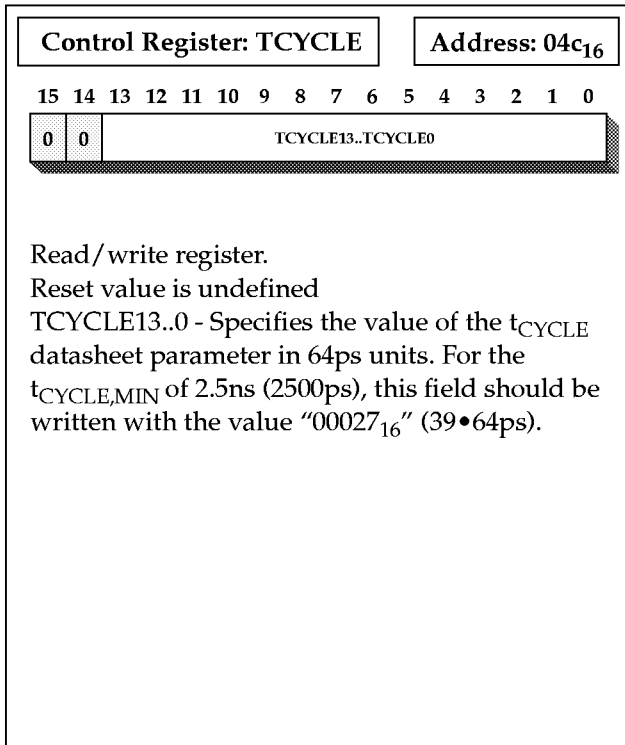 Control Register: TCYCLE
Address: 04c₁₆
15 14 13 12 11 10 9 8 7 6 5 4 3 2 1 0
0 0 TCYCLE13..TCYCLE0
Read/write register.
Reset value is undefined
TCYCLE13..0 - Specifies the value of the tCYCLE
datasheet parameter in 64ps units. For the
tCYCLE,MIN of 2.5ns (2500ps), this field should be
written with the value “00027₁₆” (39•64ps).